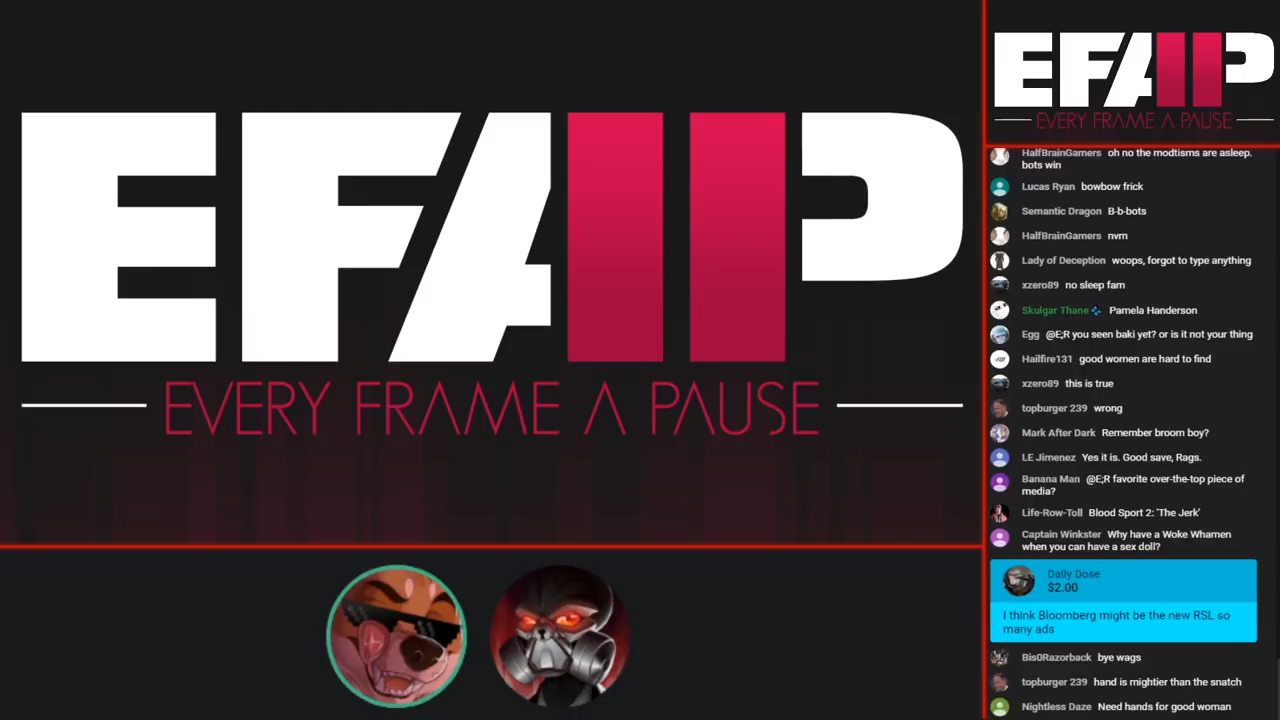 EFAP
EVERY FRAME A PAUSE
EFAP
EVERY FRAME A PAUSE
HalfBrainGamers oh no the modtisms are asleep.
bots win
Lucas Ryan bowbow frick
Semantic Dragon B-b-bots
HalfBrainGamers nvm
Lady of Deception woops, forgot to type anything
xzero89 no sleep fam
Skulgar Thane Pamela Handerson
Egg @E;R you seen baki yet? or is it not your thing
Hailfire131 good women are hard to find
xzero89 this is true
topburger 239 wrong
Mark After Dark Remember broom boy?
LE Jimenez Yes it is. Good save, Rags.
Banana Man @E;R favorite over-the-top piece of
media?
Life-Row-Toll Blood Sport 2: 'The Jerk'
Captain Winkster Why have a Woke Whamen
when you can have a sex doll?
Daily Dose
$2.00
I think Bloomberg might be the new RSL so
many ads
Bis0Razorback bye wags
topburger 239 hand is mightier than the snatch
Nightless Daze Need hands for good woman